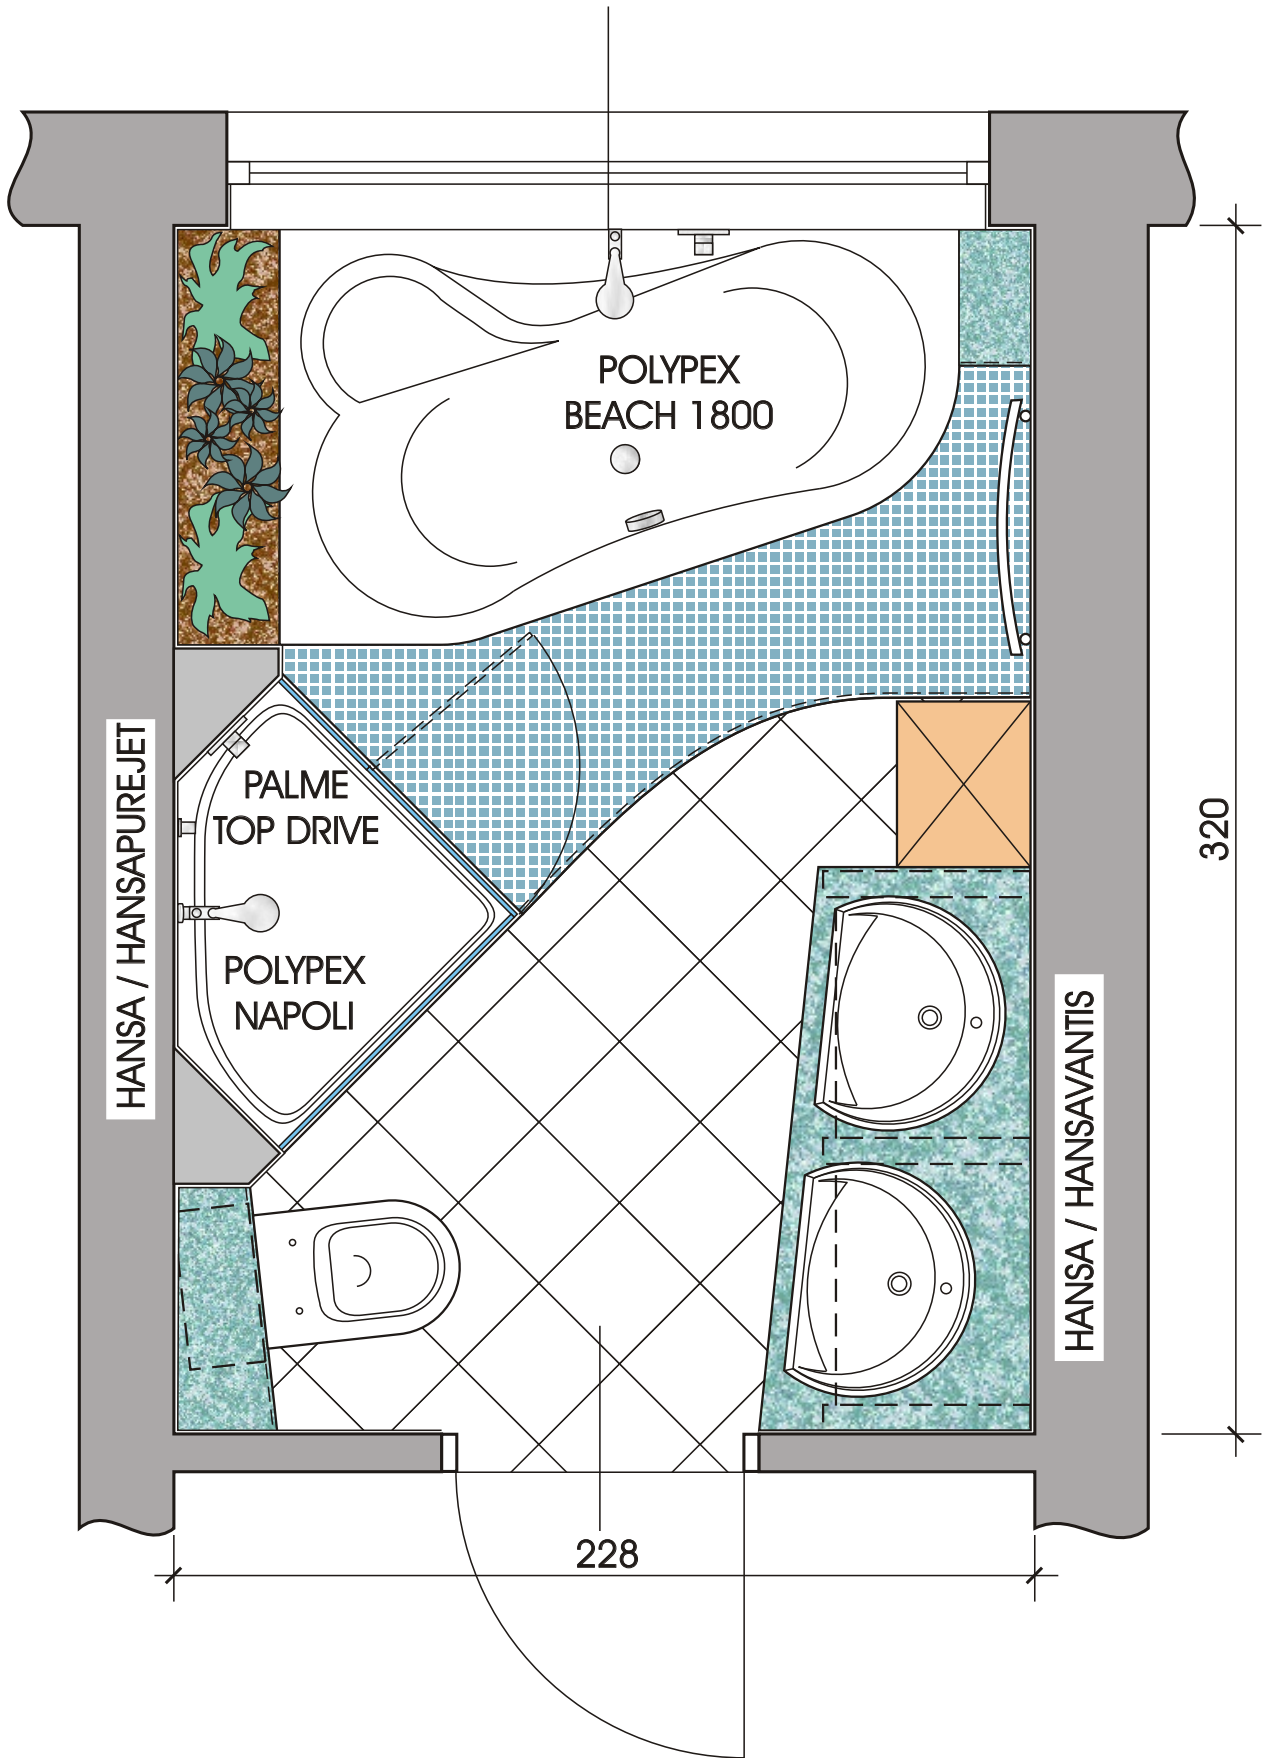 POLYPEX
BEACH 1800
PALME
TOP DRIVE
HANSA / HANSAPUREJET
320
POLYPEX
NAPOLI
HANSA / HANSAVANTIS
228